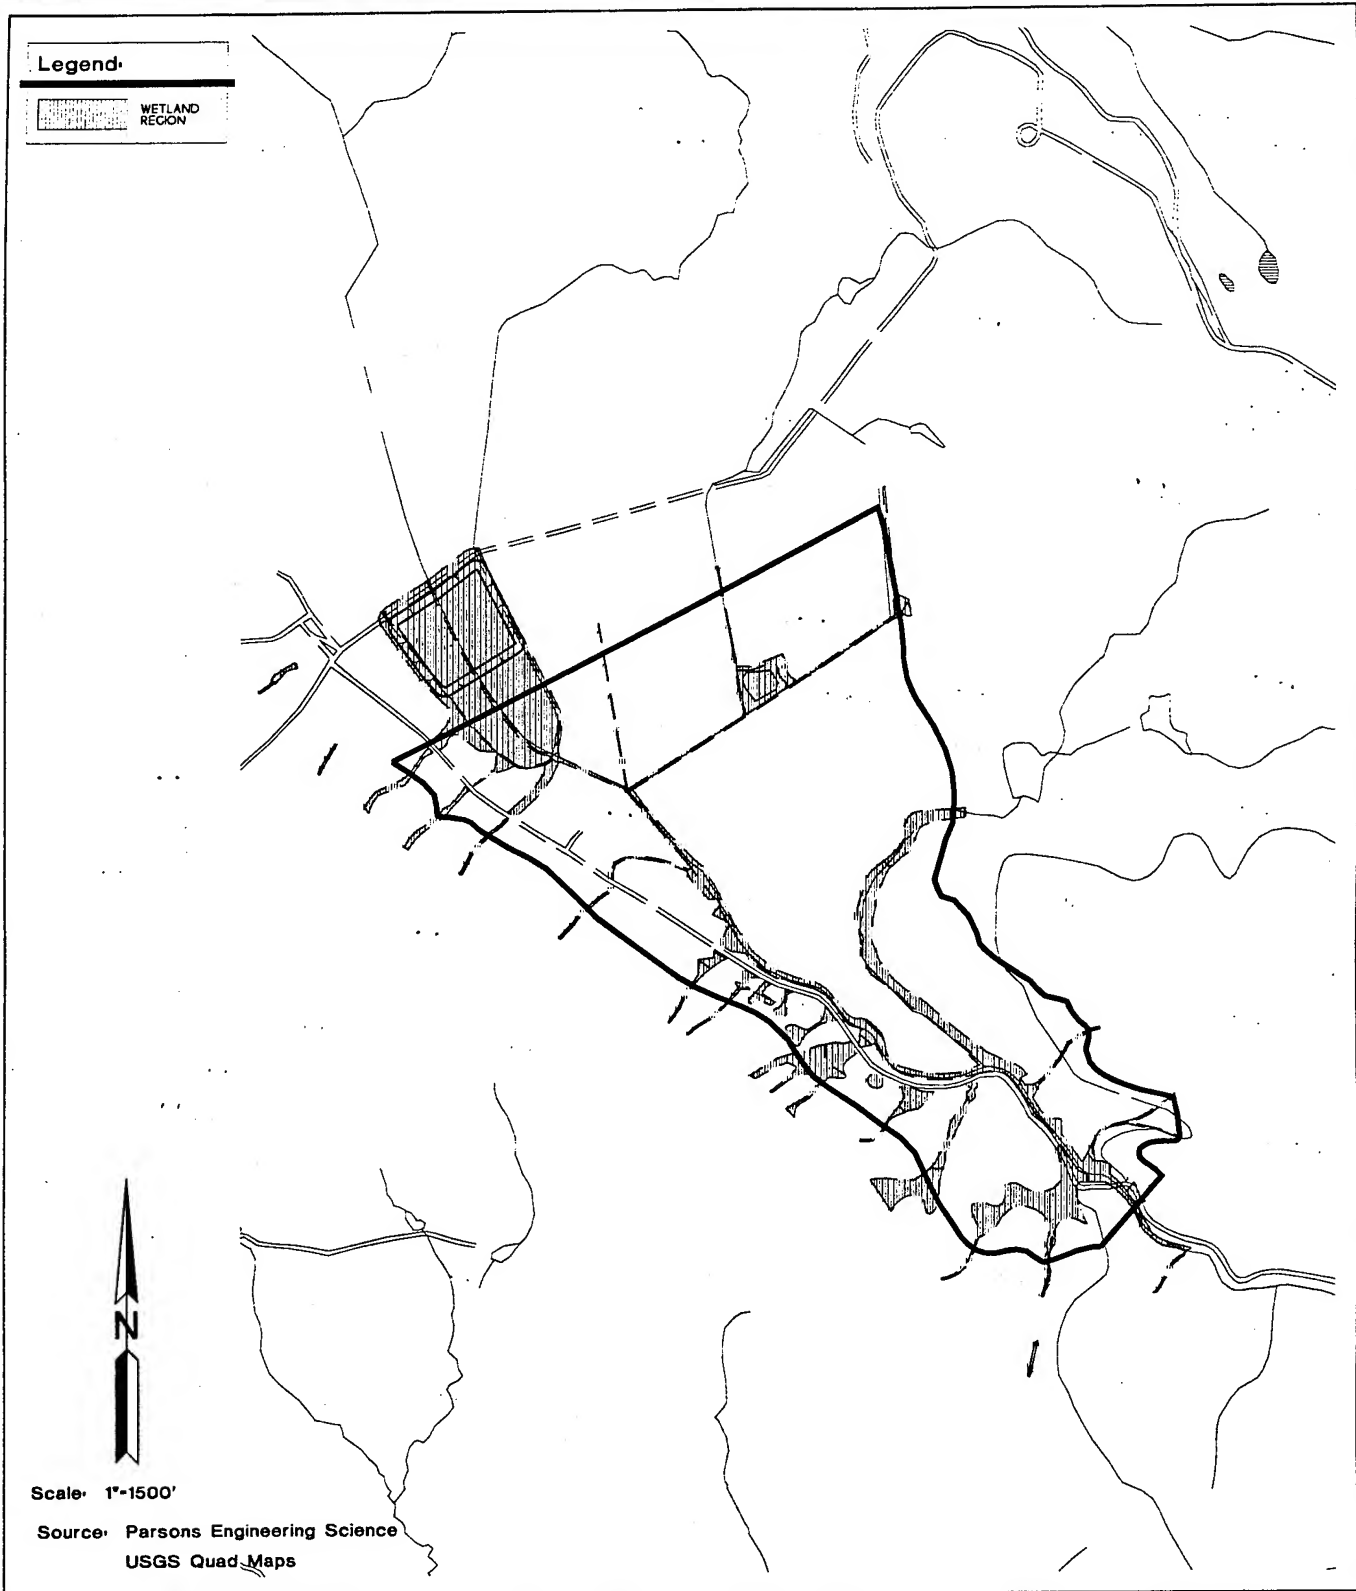 Legend:
WETLAND
REGION
N
Scale: 1"=1500'
Source: Parsons Engineering Science
USGS Quad Maps